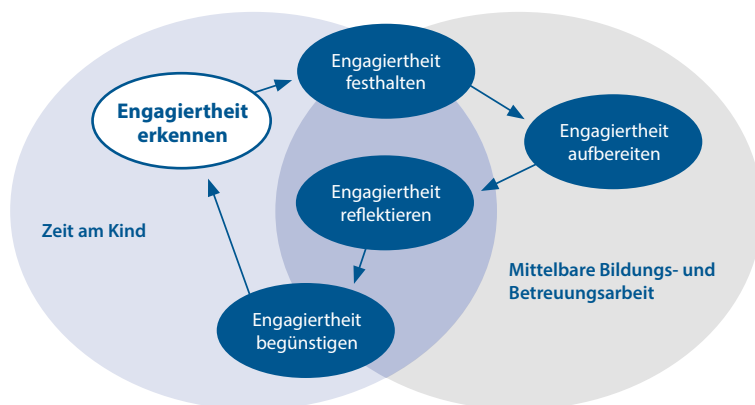 Engagiertheit
festhalten
Engagiertheit
erkennen
Engagiertheit
aufbereiten
Engagiertheit
reflektieren
Zeit am Kind
Mittelbare Bildungs- und
Betreuungsarbeit
Engagiertheit
begünstigen